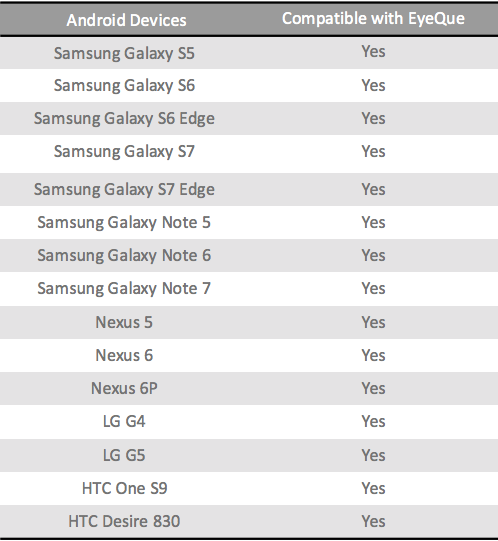 Android Devices Compatible with EyeQue
Samsung Galaxy S5 Yes
Samsung Galaxy S6 Yes
Samsung Galaxy S6 Edge Yes
Samsung Galaxy S7 Yes
Samsung Galaxy S7 Edge Yes
Samsung Galaxy Note 5 Yes
Samsung Galaxy Note 6 Yes
Samsung Galaxy Note 7 Yes
Nexus 5 Yes
Nexus 6 Yes
Nexus 6P Yes
LG G4 Yes
LG G5 Yes
HTC One S9 Yes
HTC Desire 830 Yes